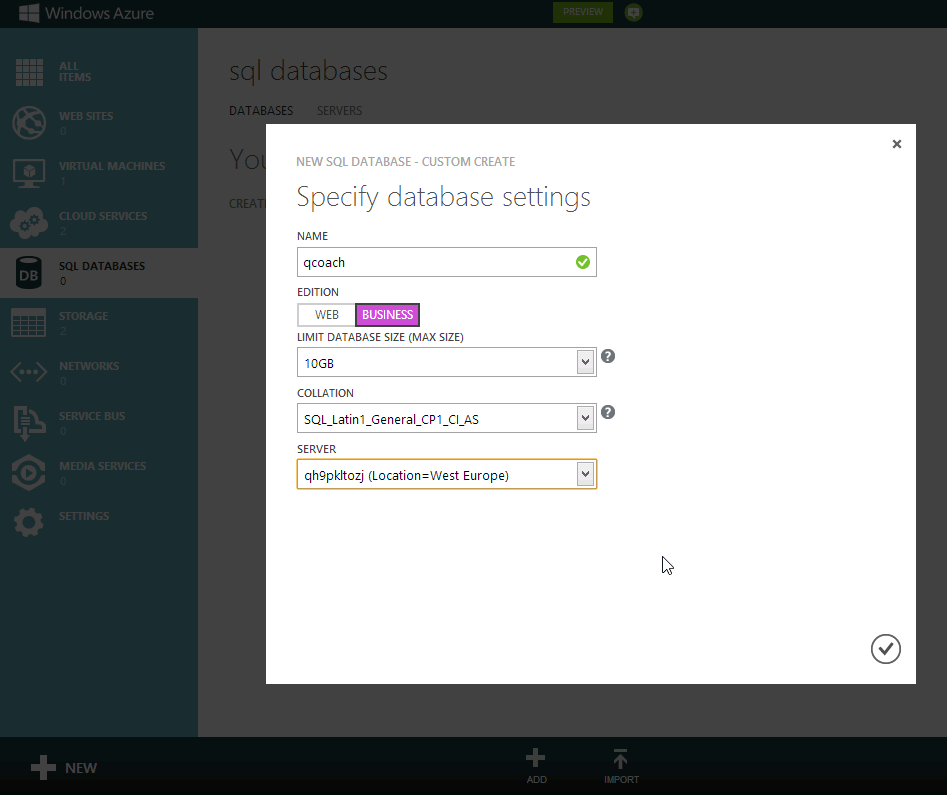 Windows Azure
PREVIEW
ALL
ITEMS
WEB SITES
0
VIRTUAL MACHINES
1
CLOUD SERVICES
2
DB
SQL DATABASES
0
STORAGE
2
NETWORKS
0
SERVICE BUS
0
MEDIA SERVICES
0
SETTINGS
sql databases
DATABASES SERVERS
You
CREATE
NEW SQL DATABASE - CUSTOM CREATE
Specify database settings
NAME
qcoach
EDITION
WEB BUSINESS
LIMIT DATABASE SIZE (MAX SIZE)
10GB
?
COLLATION
SQL_Latin1_General_CP1_CI_AS
?
SERVER
qh9pkltozj (Location=West Europe)
NEW
ADD
IMPORT